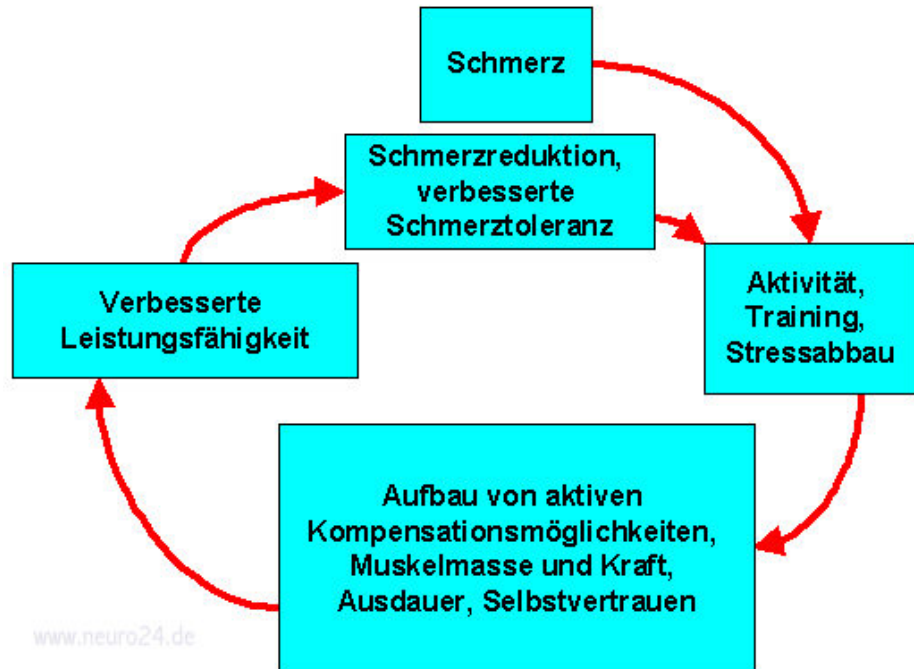 Schmerz
Schmerzreduktion,
verbesserte
Schmerztoleranz
Aktivität,
Training,
Stressabbau
Aufbau von aktiven
Kompensationsmöglichkeiten,
Muskelmasse und Kraft,
Ausdauer, Selbstvertrauen
Verbesserte
Leistungsfähigkeit
www.neuro24.de